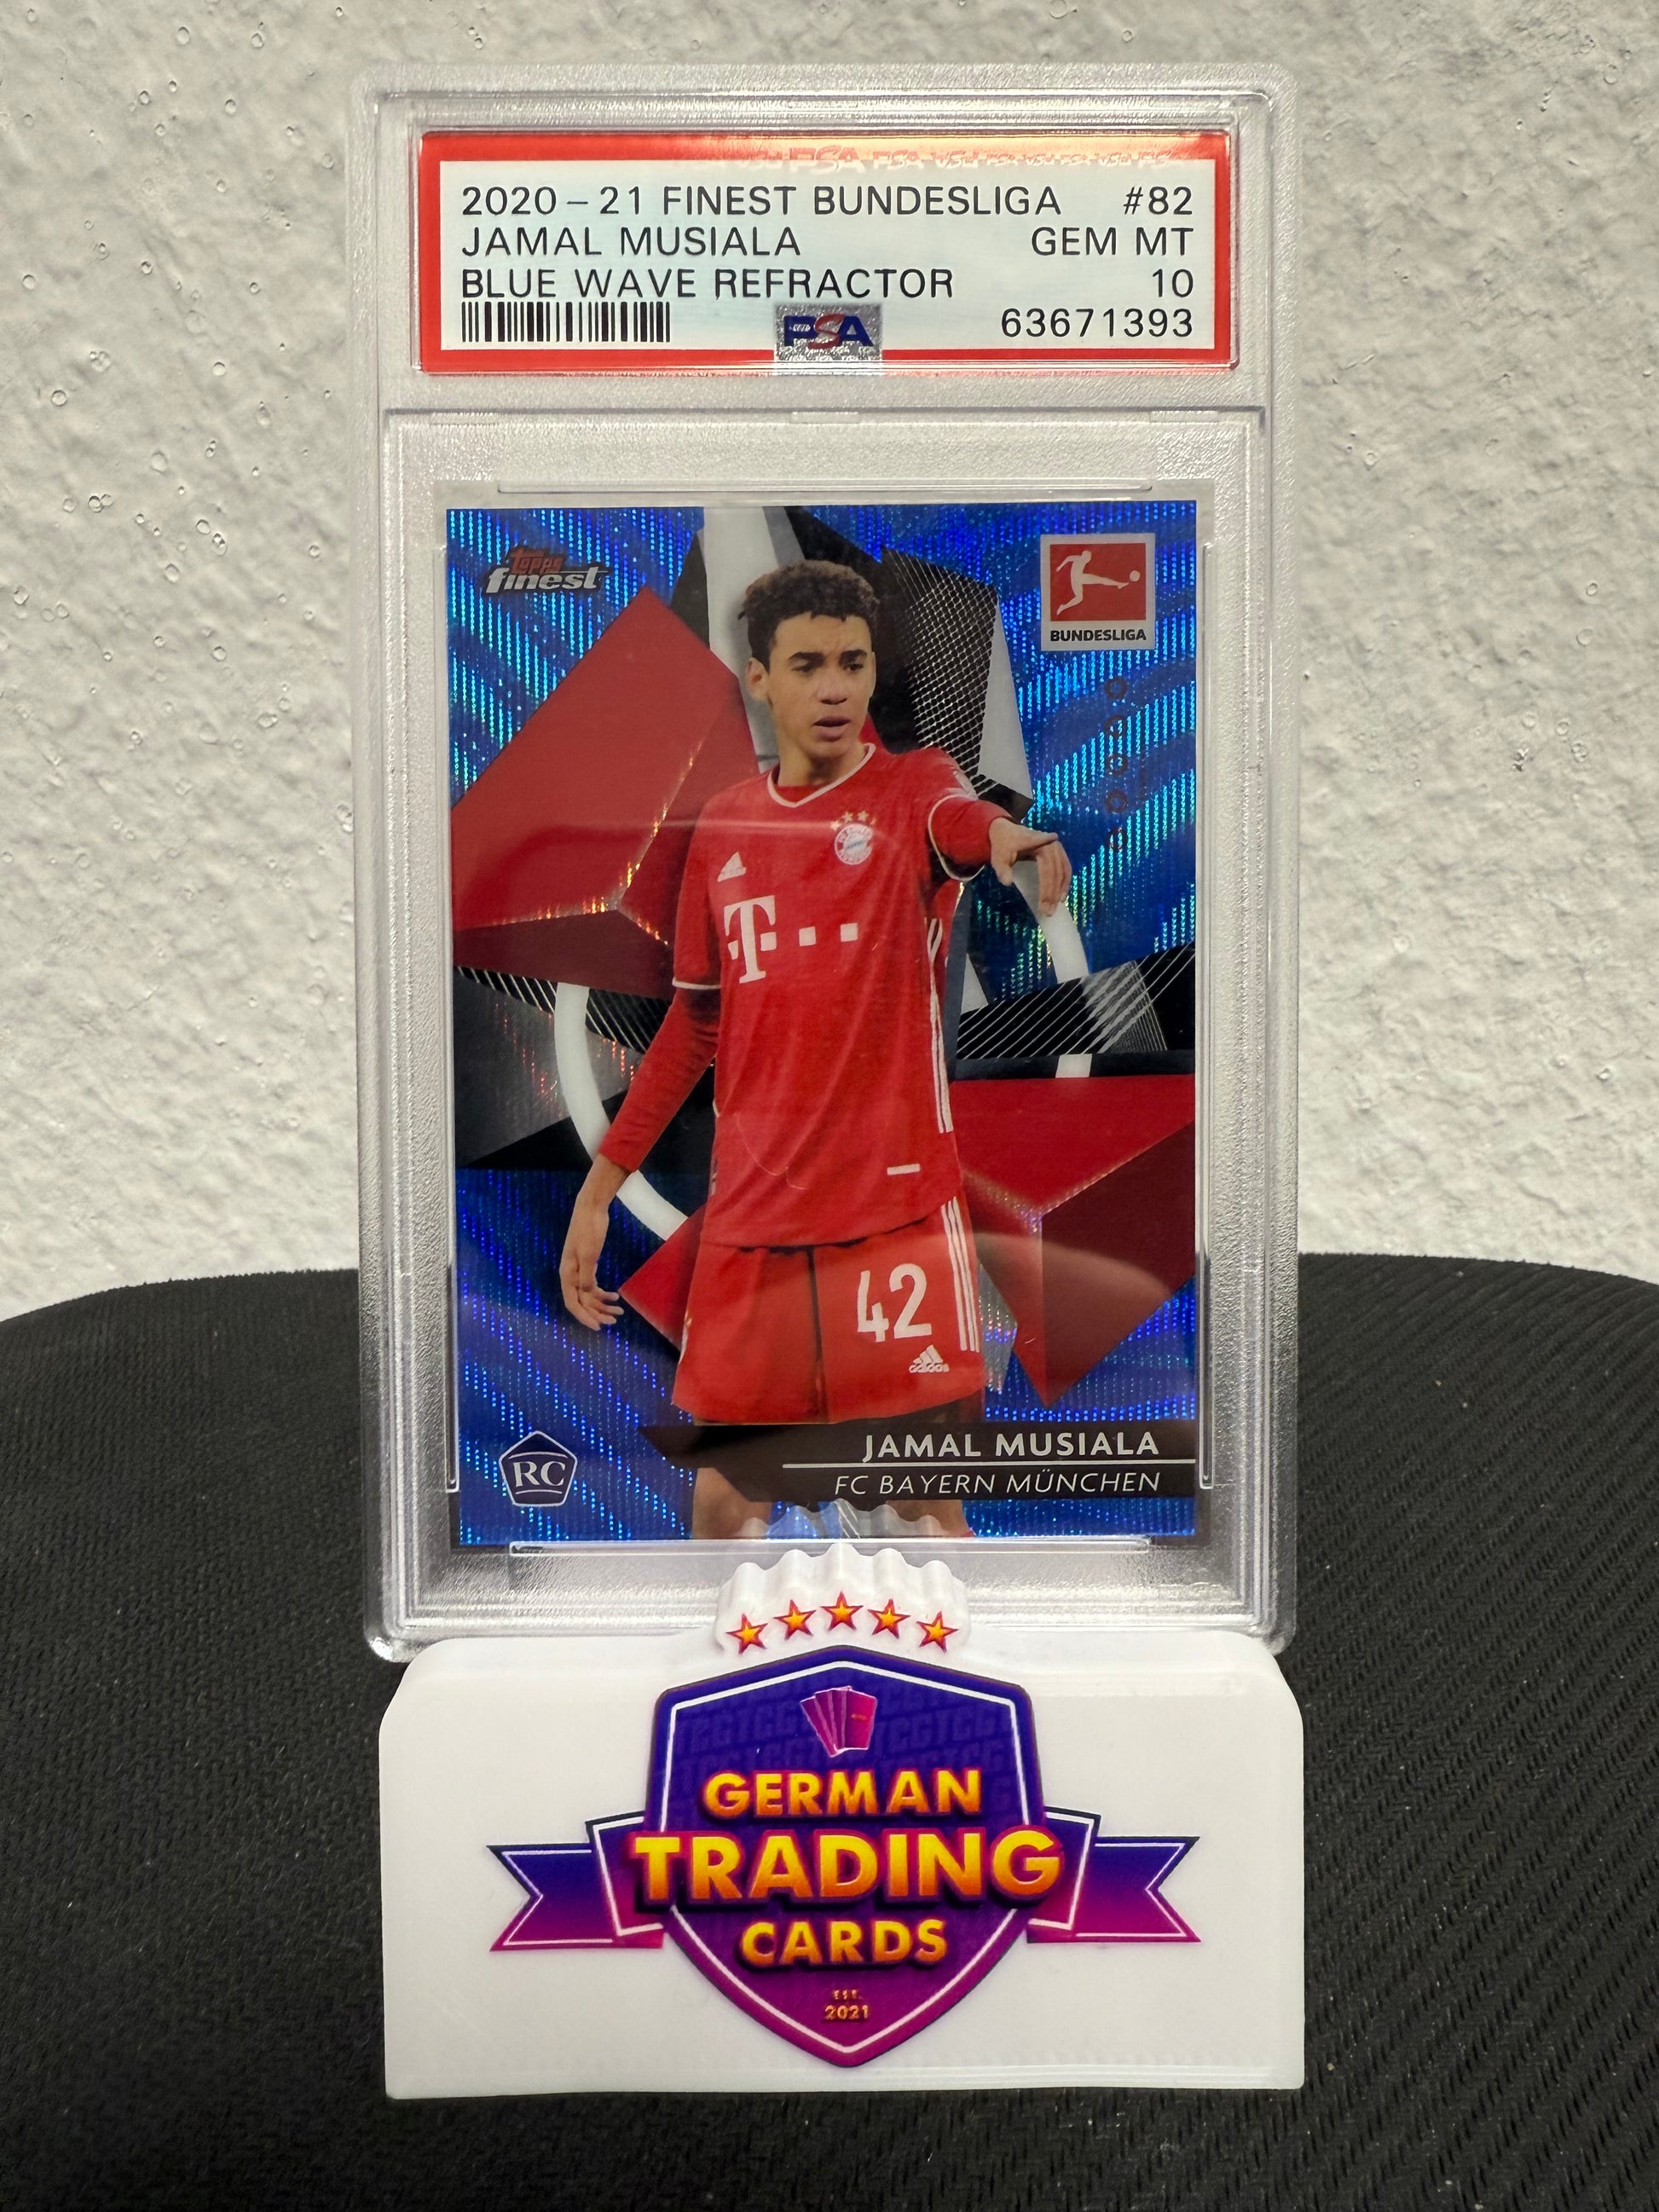 2020 – 21 FINEST BUNDESLIGA #82
JAMAL MUSIALA GEM MT
BLUE WAVE REFRACTOR 10
PSA 63671393
topps
finest
BUNDESLIGA
T
42
adidas
RC
JAMAL MUSIALA
FC BAYERN MÜNCHEN
GERMAN
TRADING
CARDS
EST.
2021